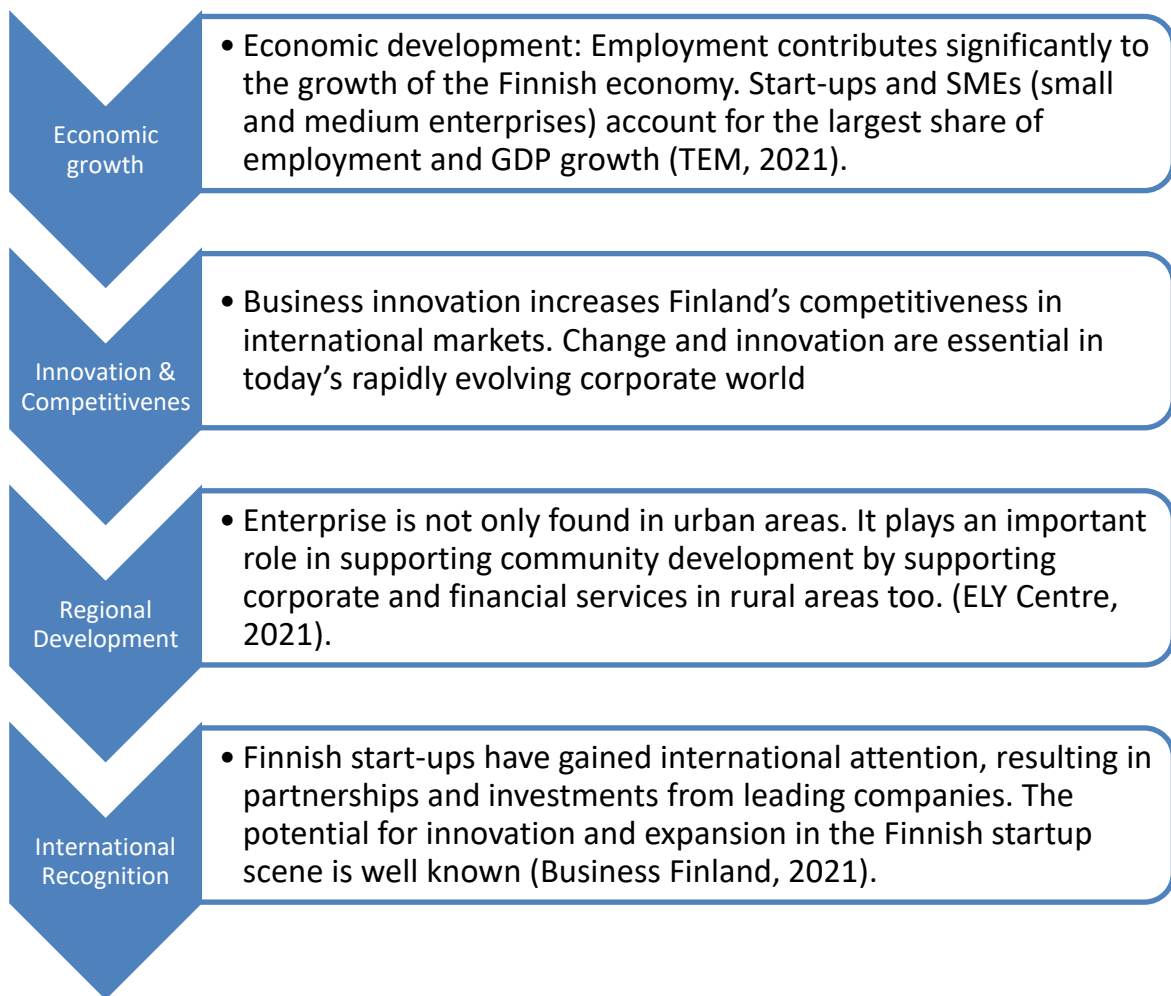 Economic
growth
• Economic development: Employment contributes significantly to
the growth of the Finnish economy. Start-ups and SMEs (small
and medium enterprises) account for the largest share of
employment and GDP growth (TEM, 2021).
Innovation &
Competitivenes
• Business innovation increases Finland’s competitiveness in
international markets. Change and innovation are essential in
today’s rapidly evolving corporate world
Regional
Development
• Enterprise is not only found in urban areas. It plays an important
role in supporting community development by supporting
corporate and financial services in rural areas too. (ELY Centre,
2021).
International
Recognition
• Finnish start-ups have gained international attention, resulting in
partnerships and investments from leading companies. The
potential for innovation and expansion in the Finnish startup
scene is well known (Business Finland, 2021).